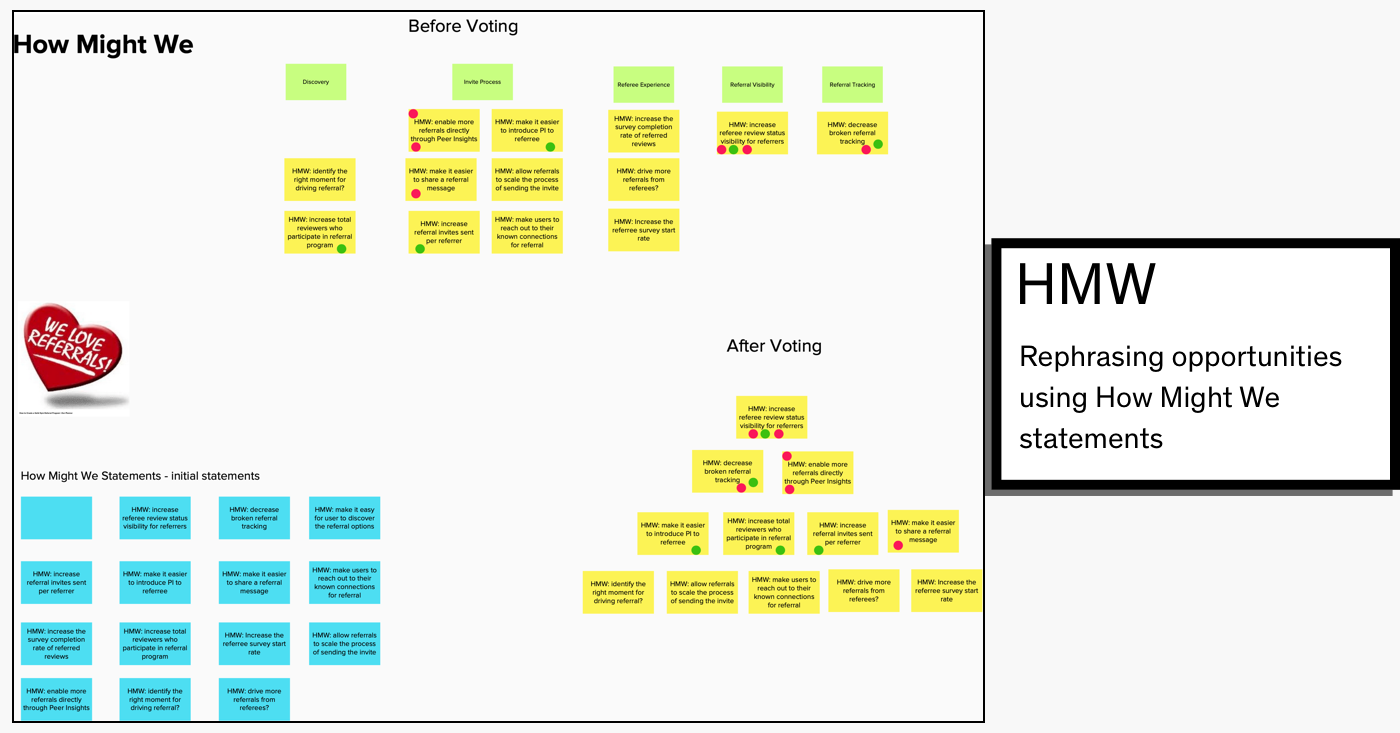 How Might We
Before Voting
Discovery
Invite Process
Referee Experience
Referral Visibility
Referral Tracking
HMW: enable more
referrals directly
through Peer Insights
HMW: make it easier
to introduce PI to
referree
HMW: increase the
survey completion
rate of referred
reviews
HMW: increase
referee review status
visibility for referrers
HMW: decrease
broken referral
tracking
HMW: identify the
right moment for
driving referral?
HMW: make it easier
to share a referral
message
HMW: allow referrals
to scale the process
of sending the invite
HMW: drive more
referrals from
referees?
HMW: increase total
reviewers who
participate in referral
program
HMW: increase
referral invites sent
per referrer
HMW: make users to
reach out to their
known connections
for referral
HMW: Increase the
referree survey start
rate
WE LOVE
REFERRALS!
After Voting
HMW: increase
referee review status
visibility for referrers
HMW: decrease
broken referral
tracking
HMW: enable more
referrals directly
through Peer Insights
HMW: make it easier
to introduce PI to
referree
HMW: increase total
reviewers who
participate in referral
program
HMW: increase
referral invites sent
per referrer
HMW: make it easier
to share a referral
message
HMW: identify the
right moment for
driving referral?
HMW: allow referrals
to scale the process
of sending the invite
HMW: make users to
reach out to their
known connections
for referral
HMW: drive more
referrals from
referees?
HMW: Increase the
referree survey start
rate
How Might We Statements - initial statements
HMW: increase
referee review status
visibility for referrers
HMW: decrease
broken referral
tracking
HMW: make it easy
for user to discover
the referral options
HMW: increase
referral invites sent
per referrer
HMW: make it easier
to introduce PI to
referree
HMW: make it easier
to share a referral
message
HMW: make users to
reach out to their
known connections
for referral
HMW: increase the
survey completion
rate of referred
reviews
HMW: increase total
reviewers who
participate in referral
program
HMW: Increase the
referree survey start
rate
HMW: allow referrals
to scale the process
of sending the invite
HMW: enable more
referrals directly
through Peer Insights
HMW: identify the
right moment for
driving referral?
HMW: drive more
referrals from
referees?
HMW
Rephrasing opportunities
using How Might We
statements